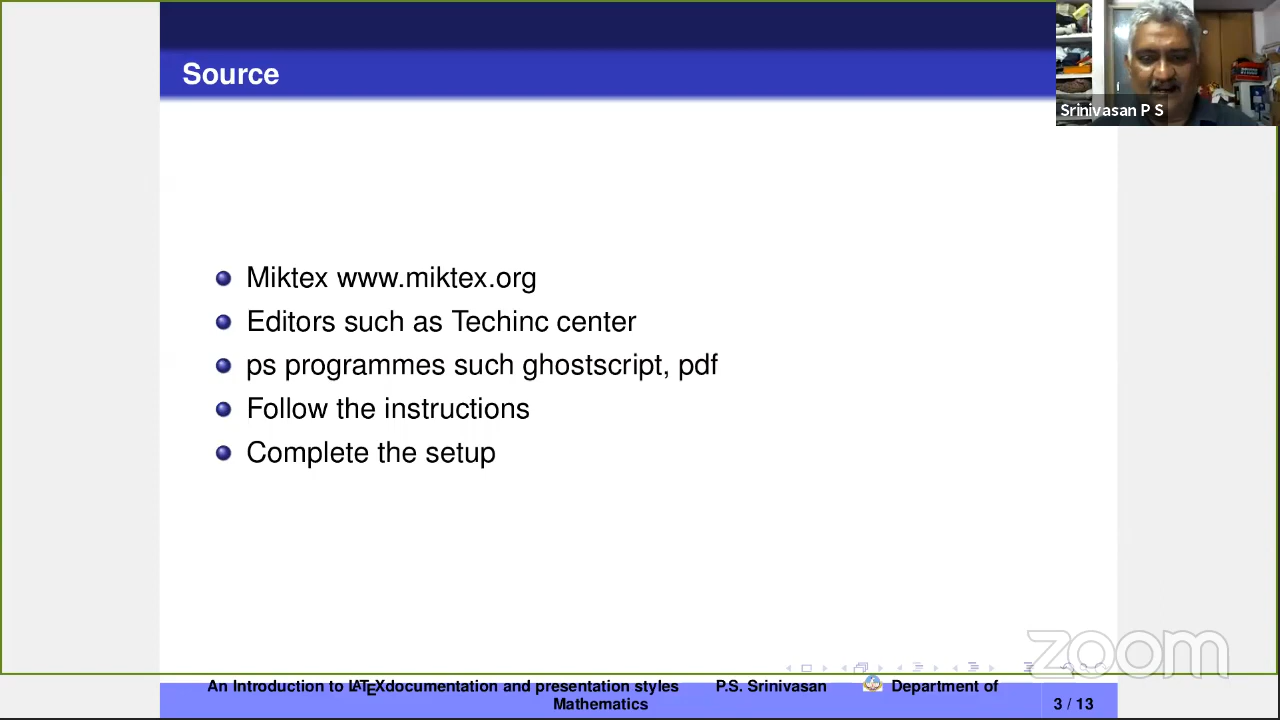 Source
Srinivasan P S
Miktex www.miktex.org
Editors such as Techinc center
ps programmes such ghostscript, pdf
Follow the instructions
Complete the setup
zoom
An Introduction to LATEXdocumentation and presentation styles P.S. Srinivasan Department of
Mathematics
3 / 13